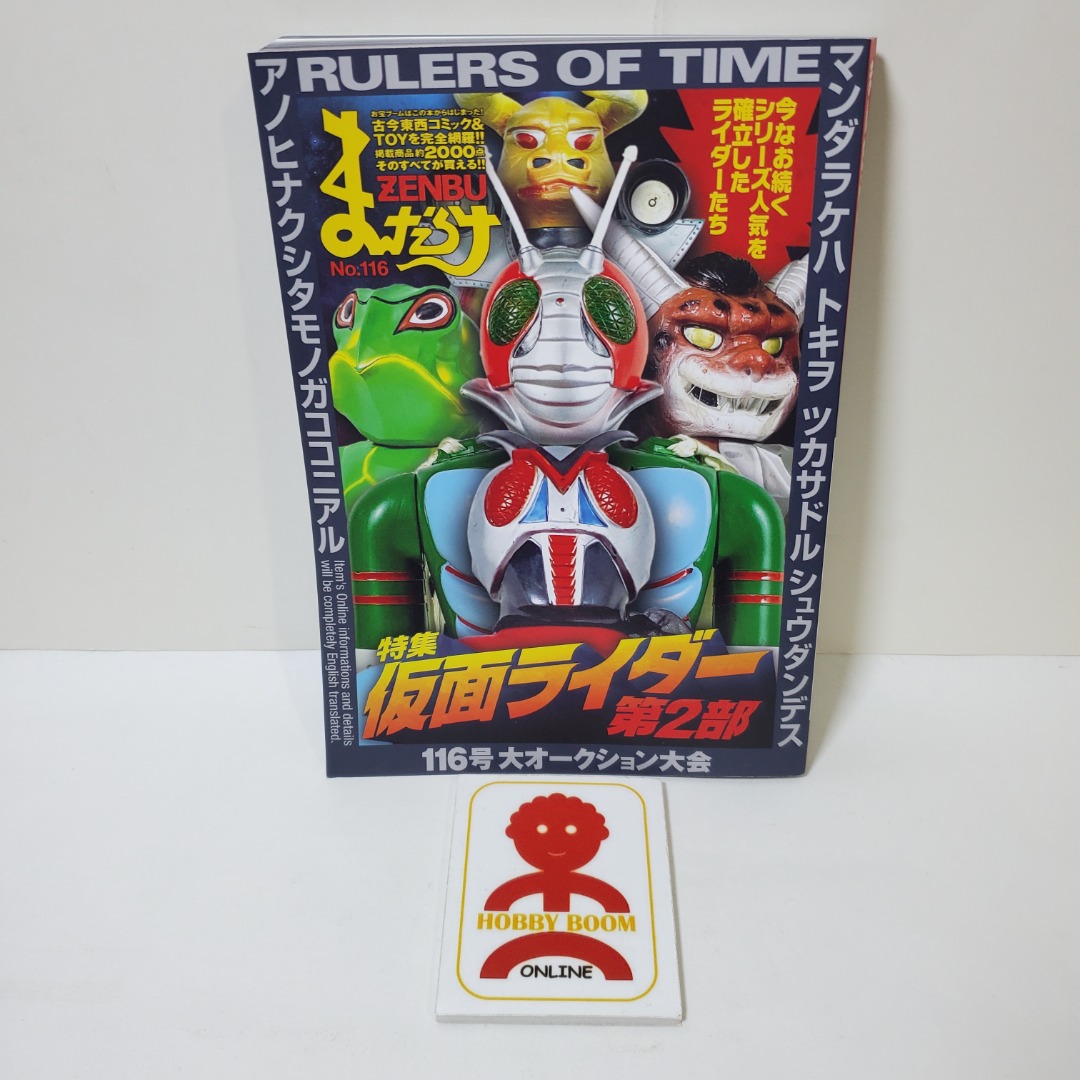 RULERS OF TIME
マンダラケハ トキヲ ツカサドル シュウダンデス
アノヒナクシタモノガココニアル
お宝ブームはこの本からはじまった!
古今東西コミック&
TOYを完全網羅!!
掲載商品約2000点
そのすべてが買える!!
ZENBU
まんだらけ
No.116
今なお続く
シリーズ人気を
確立した
ライダーたち
♂
Item's Online informations and details
will be completely English translated.
特集
仮面ライダー
第2部
116号 大オークション大会
HOBBY BOOM
ONLINE